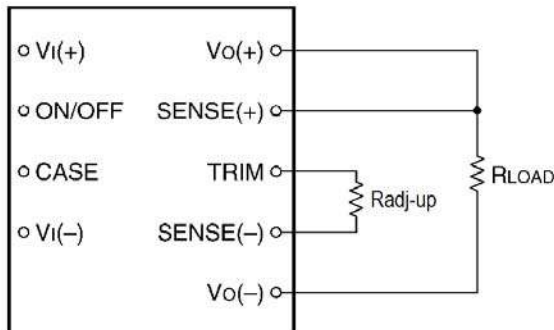 VI(+) VO(+)
ON/OFF SENSE(+)
CASE TRIM RLOAD
Radj-up
VI(–) SENSE(–)
VO(–)